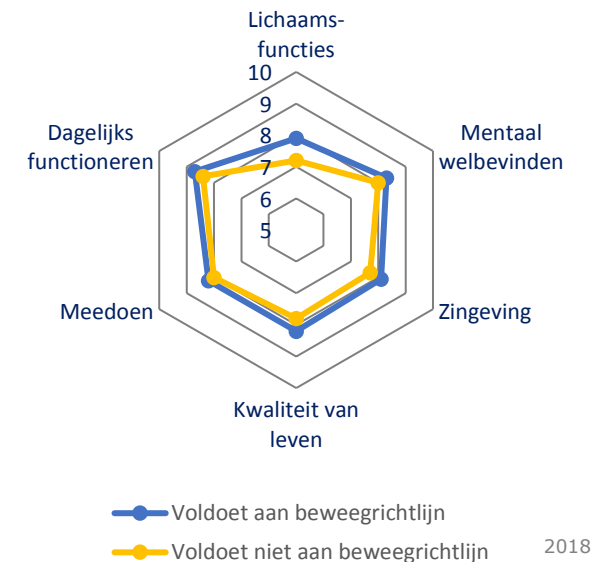 Lichaams-
functies
10
9
8
7
6
5
Mentaal
welbevinden
Zingeving
Kwaliteit van
leven
Meedoen
Dagelijks
functioneren
Voldoet aan beweegrichtlijn
Voldoet niet aan beweegrichtlijn
2018